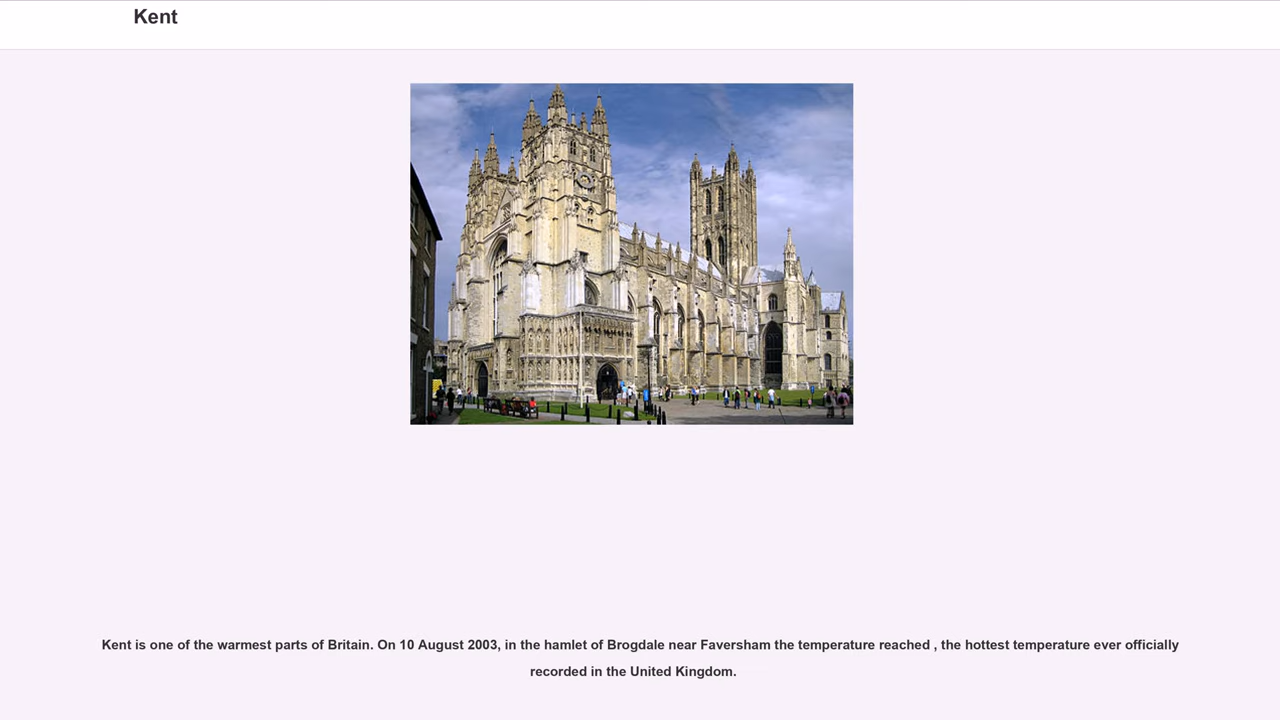 Kent
Kent is one of the warmest parts of Britain. On 10 August 2003, in the hamlet of Brogdale near Faversham the temperature reached , the hottest temperature ever officially
recorded in the United Kingdom.